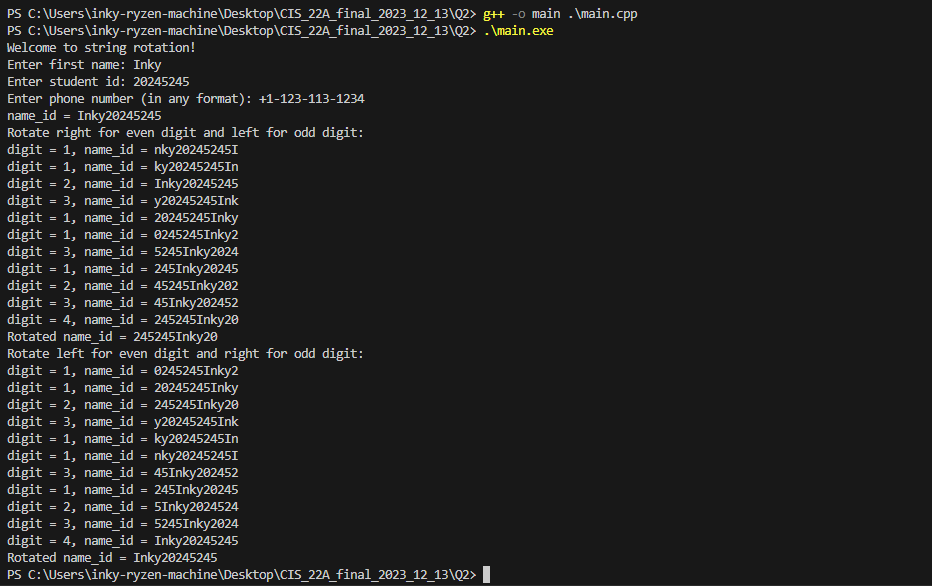 PS C:\Users\inky-ryzen-machine\Desktop\CIS_22A_final_2023_12_13\Q2> g++ -o main .\main.cpp
PS C:\Users\inky-ryzen-machine\Desktop\CIS_22A_final_2023_12_13\Q2> .\main.exe
Welcome to string rotation!
Enter first name: Inky
Enter student id: 20245245
Enter phone number (in any format): +1-123-113-1234
name_id = Inky20245245
Rotate right for even digit and left for odd digit:
digit = 1, name_id = nky20245245I
digit = 1, name_id = ky20245245In
digit = 2, name_id = Inky20245245
digit = 3, name_id = y20245245Ink
digit = 1, name_id = 20245245Inky
digit = 1, name_id = 0245245Inky2
digit = 3, name_id = 5245Inky2024
digit = 1, name_id = 245Inky20245
digit = 2, name_id = 45245Inky202
digit = 3, name_id = 45Inky202452
digit = 4, name_id = 245245Inky20
Rotated name_id = 245245Inky20
Rotate left for even digit and right for odd digit:
digit = 1, name_id = 0245245Inky2
digit = 1, name_id = 20245245Inky
digit = 2, name_id = 245245Inky20
digit = 3, name_id = y20245245Ink
digit = 1, name_id = ky20245245In
digit = 1, name_id = nky20245245I
digit = 3, name_id = 45Inky202452
digit = 1, name_id = 245Inky20245
digit = 2, name_id = 5Inky2024524
digit = 3, name_id = 5245Inky2024
digit = 4, name_id = Inky20245245
Rotated name_id = Inky20245245
PS C:\Users\inky-ryzen-machine\Desktop\CIS_22A_final_2023_12_13\Q2>